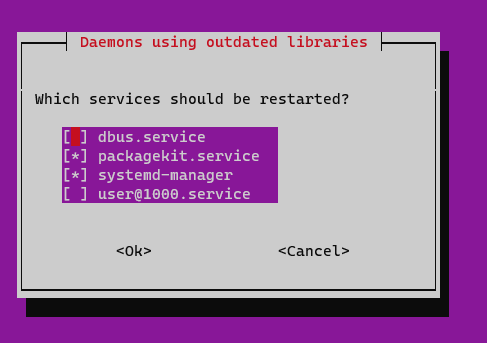 Daemons using outdated libraries
Which services should be restarted?
[ ] dbus.service
[*] packagekit.service
[*] systemd-manager
[ ] user@1000.service
<Ok> <Cancel>